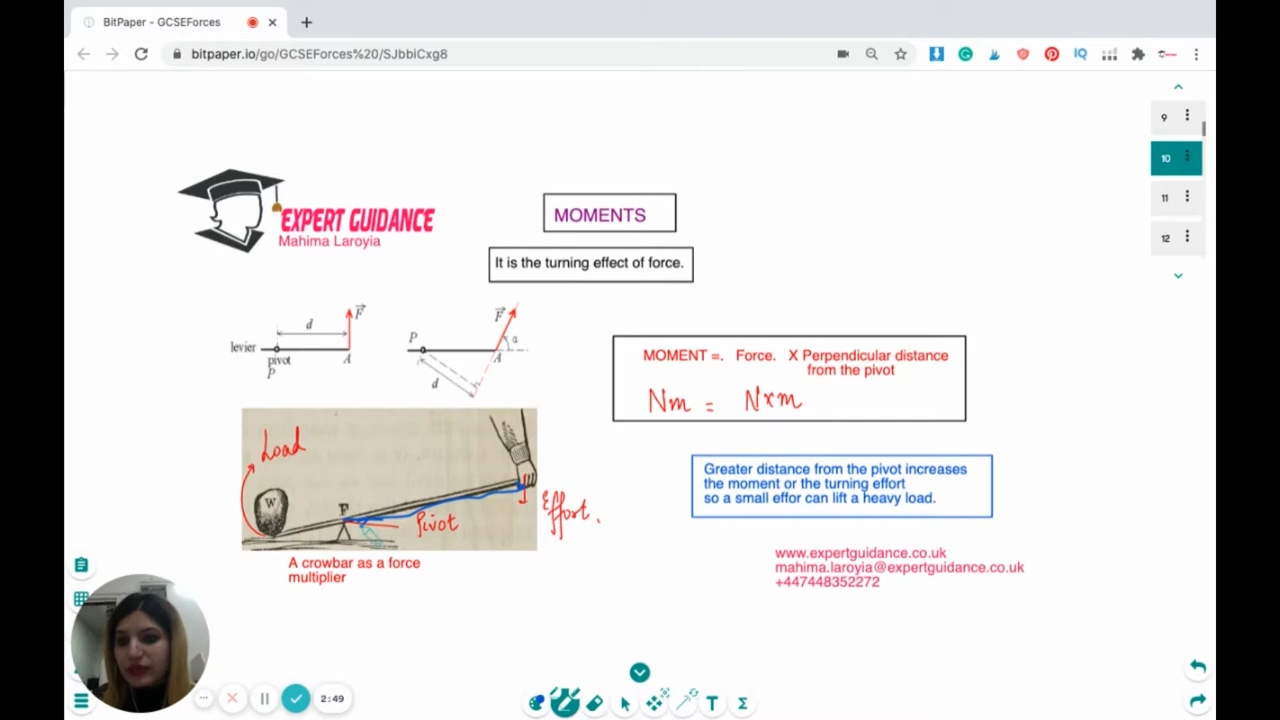 BitPaper - GCSEForces
bitpaper.io/go/GCSEForces%20/SJbbiCxg8
9
10
11
12
EXPERT GUIDANCE
Mahima Laroyia
MOMENTS
It is the turning effect of force.
d
F
levier
pivot
P
A
P
F
α
A
d
MOMENT =. Force. X Perpendicular distance
from the pivot
Nm = N x m
Load
W
F
Pivot
Effort.
Greater distance from the pivot increases
the moment or the turning effort
so a small effor can lift a heavy load.
A crowbar as a force
multiplier
www.expertguidance.co.uk
mahima.laroyia@expertguidance.co.uk
+447448352272
2:49
T
Σ
IQ